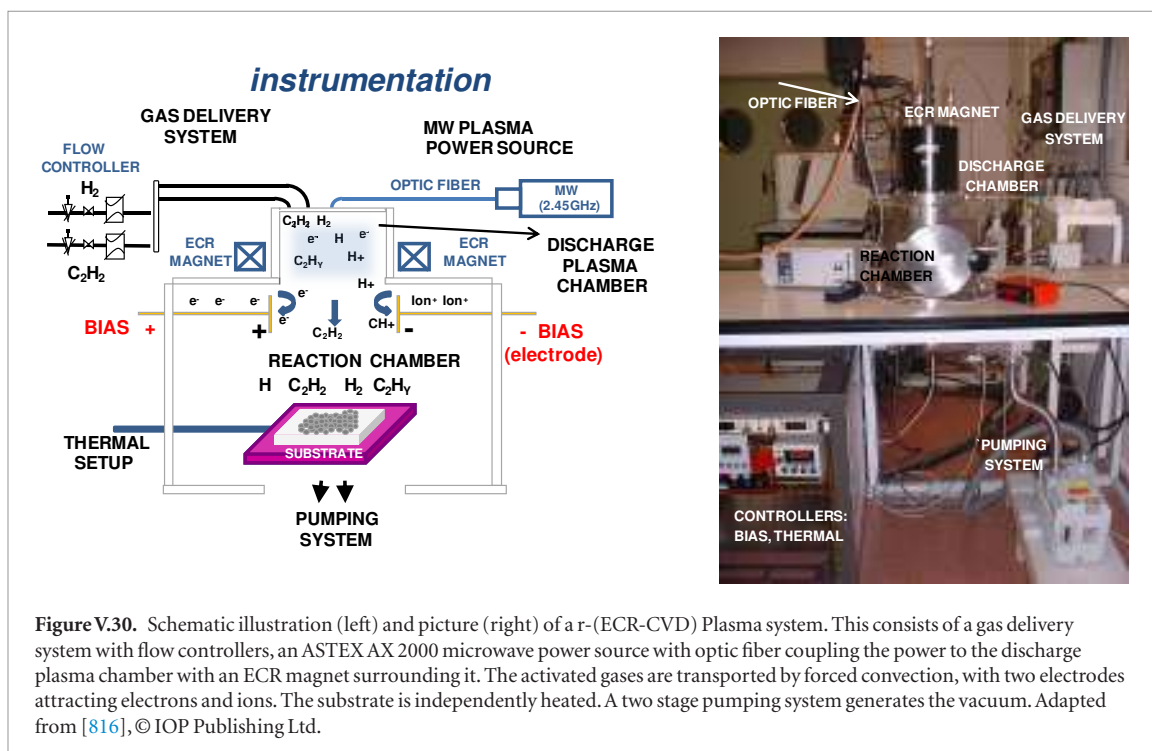 instrumentation
GAS DELIVERY
SYSTEM
MW PLASMA
POWER SOURCE
FLOW
CONTROLLER
H2
C2H2
OPTIC FIBER
MW
(2.45GHz)
C2H2 H2
e- H e-
C2HY H+
ECR
MAGNET
ECR
MAGNET
DISCHARGE
PLASMA
CHAMBER
H+
e- e- e- e-
Ion+ Ion+
e-
BIAS +
+
C2H2
CH+
-
- BIAS
(electrode)
REACTION CHAMBER
H C2H2 H2 C2HY
THERMAL
SETUP
SUBSTRATE
PUMPING
SYSTEM
OPTIC FIBER
ECR MAGNET
GAS DELIVERY
SYSTEM
DISCHARGE
CHAMBER
REACTION
CHAMBER
`PUMPING
SYSTEM
CONTROLLERS:
BIAS, THERMAL
Figure V.30. Schematic illustration (left) and picture (right) of a r-(ECR-CVD) Plasma system. This consists of a gas delivery
system with flow controllers, an ASTEX AX 2000 microwave power source with optic fiber coupling the power to the discharge
plasma chamber with an ECR magnet surrounding it. The activated gases are transported by forced convection, with two electrodes
attracting electrons and ions. The substrate is independently heated. A two stage pumping system generates the vacuum. Adapted
from [816], © IOP Publishing Ltd.